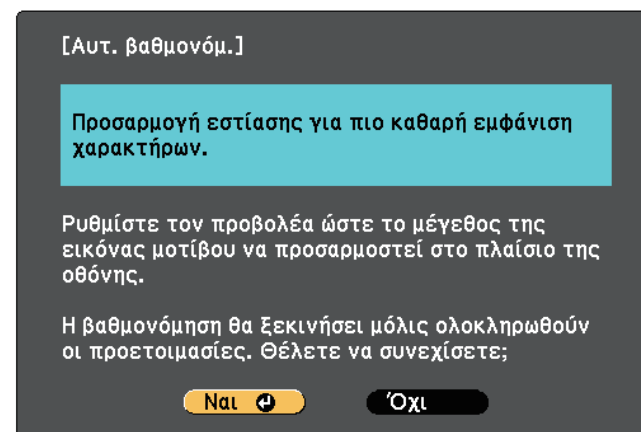 [Αυτ. βαθμονόμ.]
Προσαρμογή εστίασης για πιο καθαρή εμφάνιση
χαρακτήρων.
Ρυθμίστε τον προβολέα ώστε το μέγεθος της
εικόνας μοτίβου να προσαρμοστεί στο πλαίσιο της
οθόνης.
Η βαθμονόμηση θα ξεκινήσει μόλις ολοκληρωθούν
οι προετοιμασίες. Θέλετε να συνεχίσετε;
Ναι Όχι